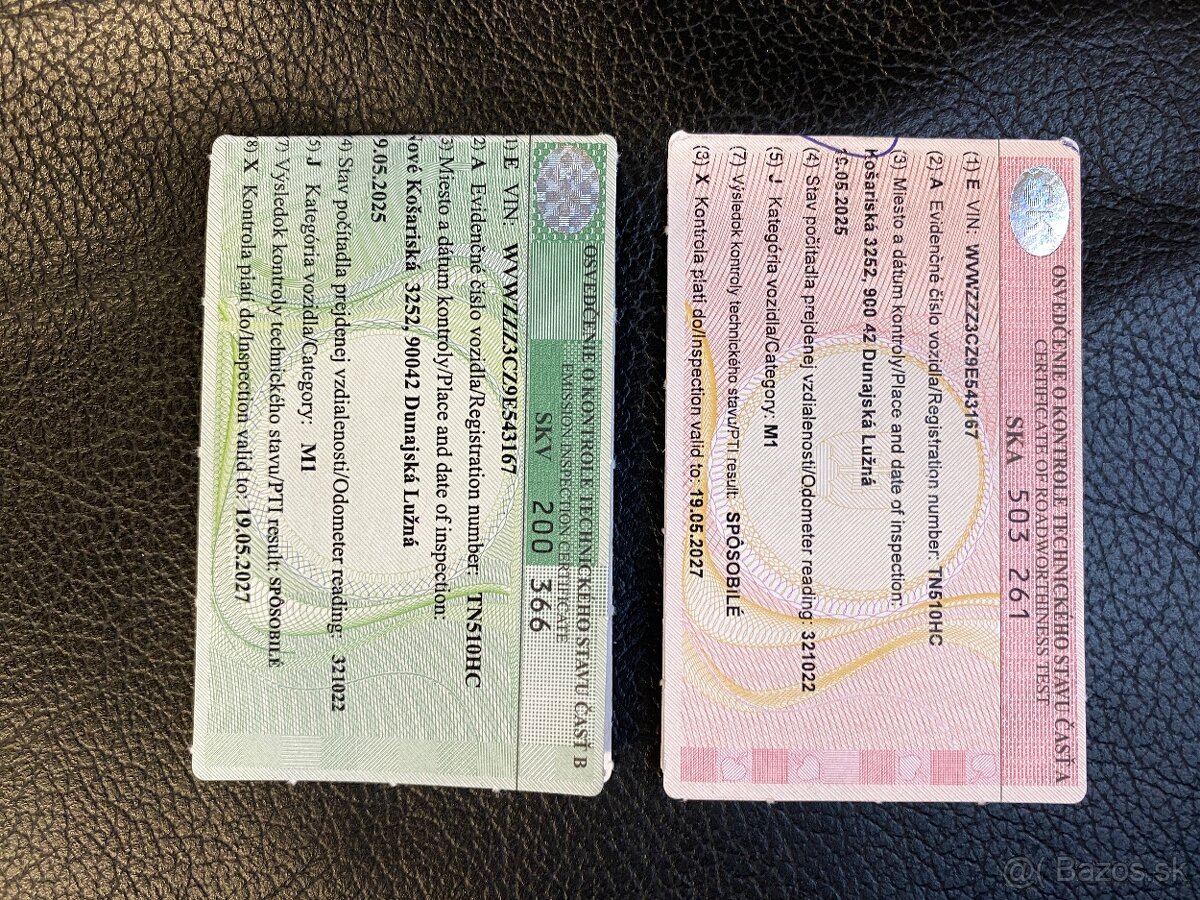 OSVEDČENIE O KONTROLE TECHNICKÉHO STAVU ČASŤ A
CERTIFICATE OF ROADWORTHINESS TEST
SKA 503 261
(1) E VIN: WVWZZZ3CZ9E543167
(2) A Evidenčné číslo vozidla/Registration number: TN510HC
(3) Miesto a dátum kontroly/Place and date of inspection:
Košariská 3252, 900 42 Dunajská Lužná
19.05.2025
(4) Stav počítadla prejdenej vzdialenosti/Odometer reading: 321022
(5) J Kategória vozidla/Category: M1
(7) Výsledok kontroly technického stavu/PTI result: SPÔSOBILÉ
(3) X Kontrola platí do/Inspection valid to: 19.05.2027
OSVEDČENIE O KONTROLE TECHNICKÉHO STAVU ČASŤ B
EMISSION INSPECTION CERTIFICATE
SKV 200 366
1) E VIN: WVWZZZ3CZ9E543167
2) A Evidenčné číslo vozidla/Registration number: TN510HC
3) Miesto a dátum kontroly/Place and date of inspection:
ové Košariská 3252, 90042 Dunajská Lužná
9.05.2025
4) Stav počítadla prejdenej vzdialenosti/Odometer reading: 321022
5) J Kategória vozidla/Category: M1
7) Výsledok kontroly technického stavu/PTI result: SPÔSOBILÉ
8) X Kontrola platí do/Inspection valid to: 19.05.2027
@( Bazos.sk